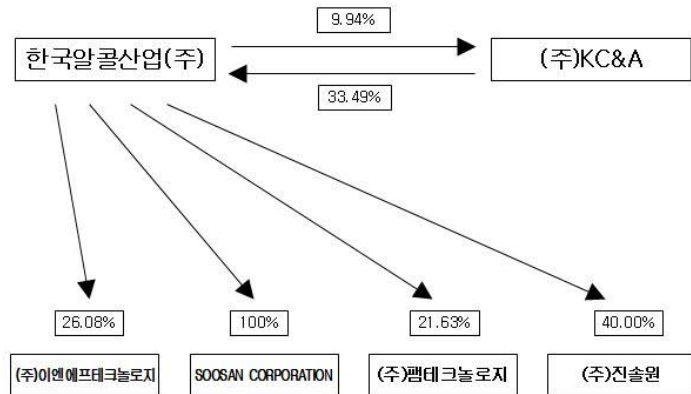 9.94%
한국알콜산업(주)
(주)KC&A
33.49%
26.08%
100%
21.63%
40.00%
(주)이엔에프테크놀로지
SOOSAN CORPORATION
(주)팸테크놀로지
(주)진솔원